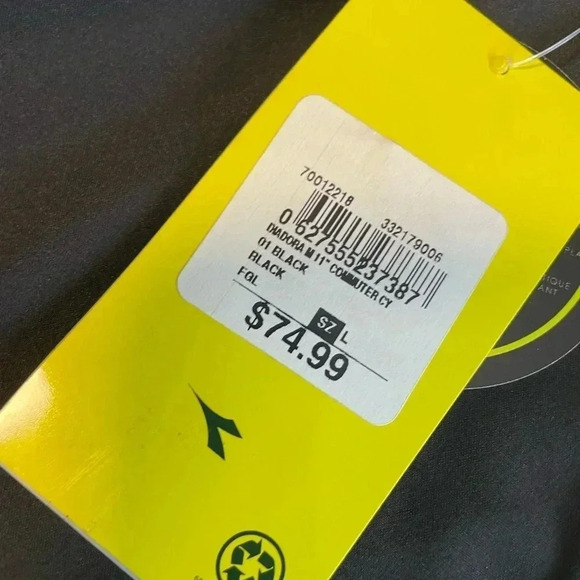 70012218 332179006
0 627555237387
DIADORA M 11" COMMUTER CY
01 BLACK
BLACK
FGL
SZ L
$74.99